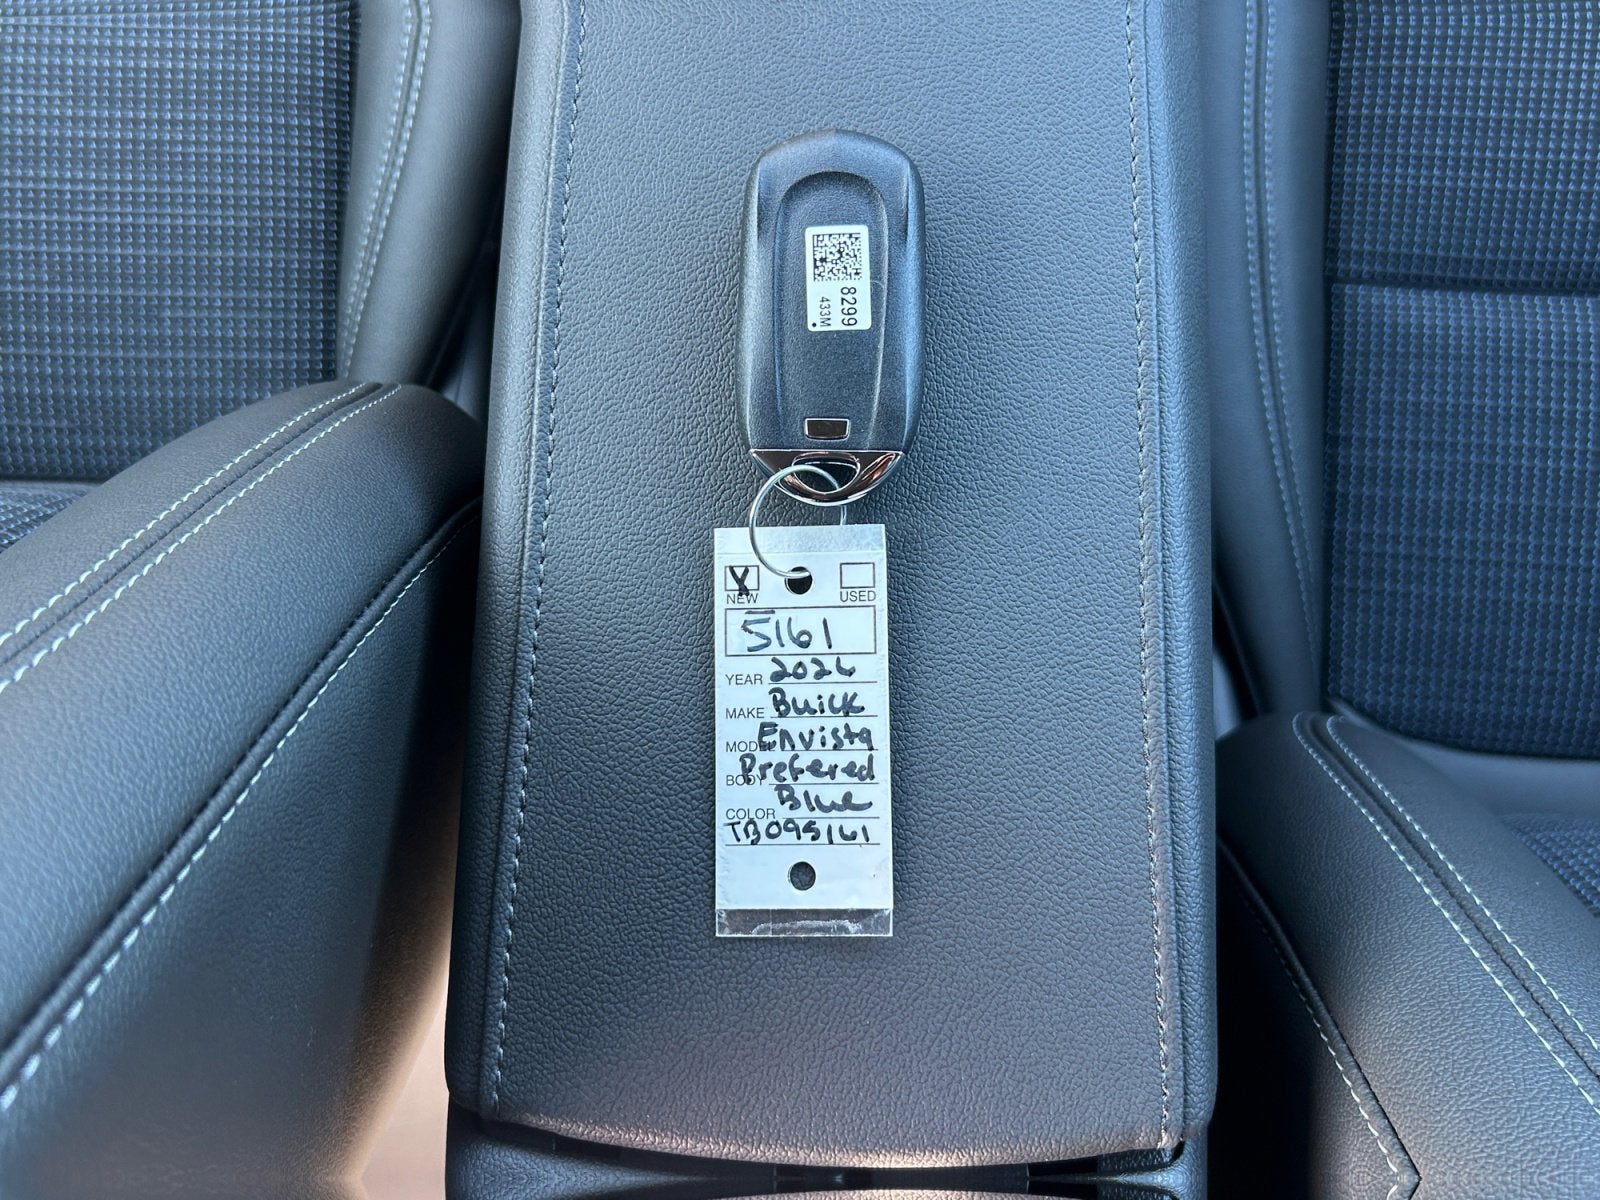 8299
433M
X
NEW
USED
5161
YEAR 2026
MAKE Buick
MODEL Envista
BODY Prefered
COLOR Blue
TB095161